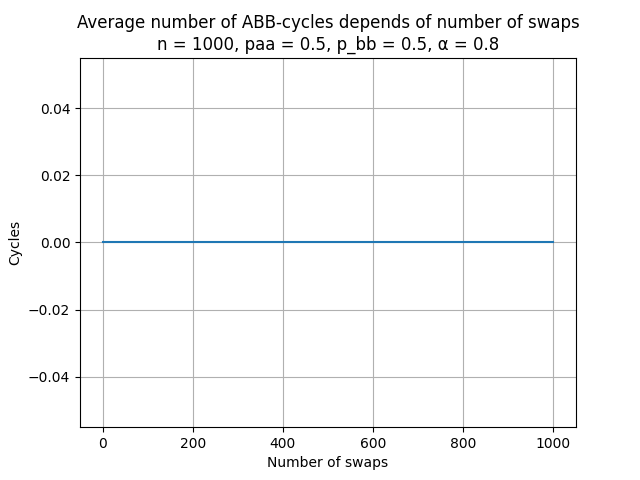 Average number of ABB-cycles depends of number of swaps
n = 1000, paa = 0.5, p_bb = 0.5, α = 0.8
0.04
0.02
0.00
−0.02
−0.04
Cycles
0 200 400 600 800 1000
Number of swaps